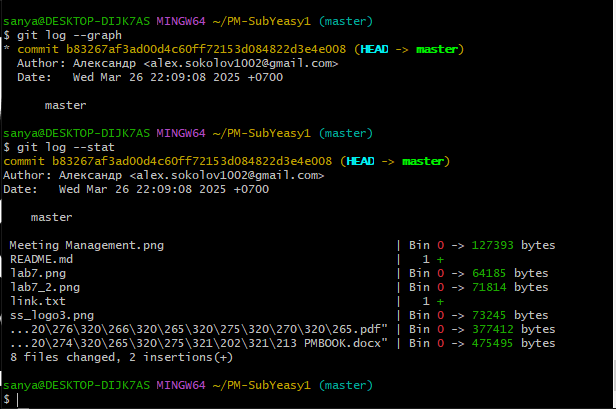 sanya@DESKTOP-DIJK7AS MINGW64 ~/PM-SubYeasy1 (master)
$ git log --graph
* commit b83267af3ad00d4c60ff72153d084822d3e4e008 (HEAD -> master)
Author: Александр <alex.sokolov1002@gmail.com>
Date:   Wed Mar 26 22:09:08 2025 +0700
master
sanya@DESKTOP-DIJK7AS MINGW64 ~/PM-SubYeasy1 (master)
$ git log --stat
commit b83267af3ad00d4c60ff72153d084822d3e4e008 (HEAD -> master)
Author: Александр <alex.sokolov1002@gmail.com>
Date:   Wed Mar 26 22:09:08 2025 +0700
master
Meeting Management.png | Bin 0 -> 127393 bytes
README.md | 1 +
lab7.png | Bin 0 -> 64185 bytes
lab7_2.png | Bin 0 -> 71814 bytes
link.txt | 1 +
ss_logo3.png | Bin 0 -> 73245 bytes
...20\276\320\266\320\265\320\275\320\270\320\265.pdf" | Bin 0 -> 377412 bytes
...20\274\320\265\320\275\321\202\321\213 PMBOOK.docx" | Bin 0 -> 475495 bytes
8 files changed, 2 insertions(+)
sanya@DESKTOP-DIJK7AS MINGW64 ~/PM-SubYeasy1 (master)
$